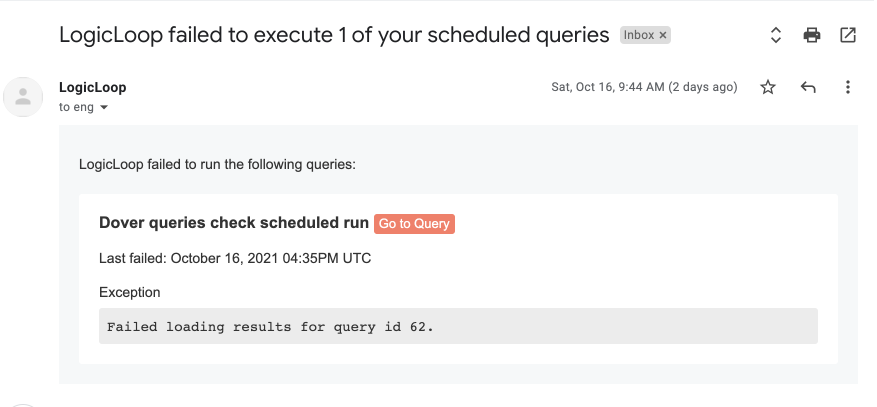 LogicLoop failed to execute 1 of your scheduled queries Inbox ×
LogicLoop Sat, Oct 16, 9:44 AM (2 days ago)
to eng
LogicLoop failed to run the following queries:
Dover queries check scheduled run Go to Query
Last failed: October 16, 2021 04:35PM UTC
Exception
Failed loading results for query id 62.